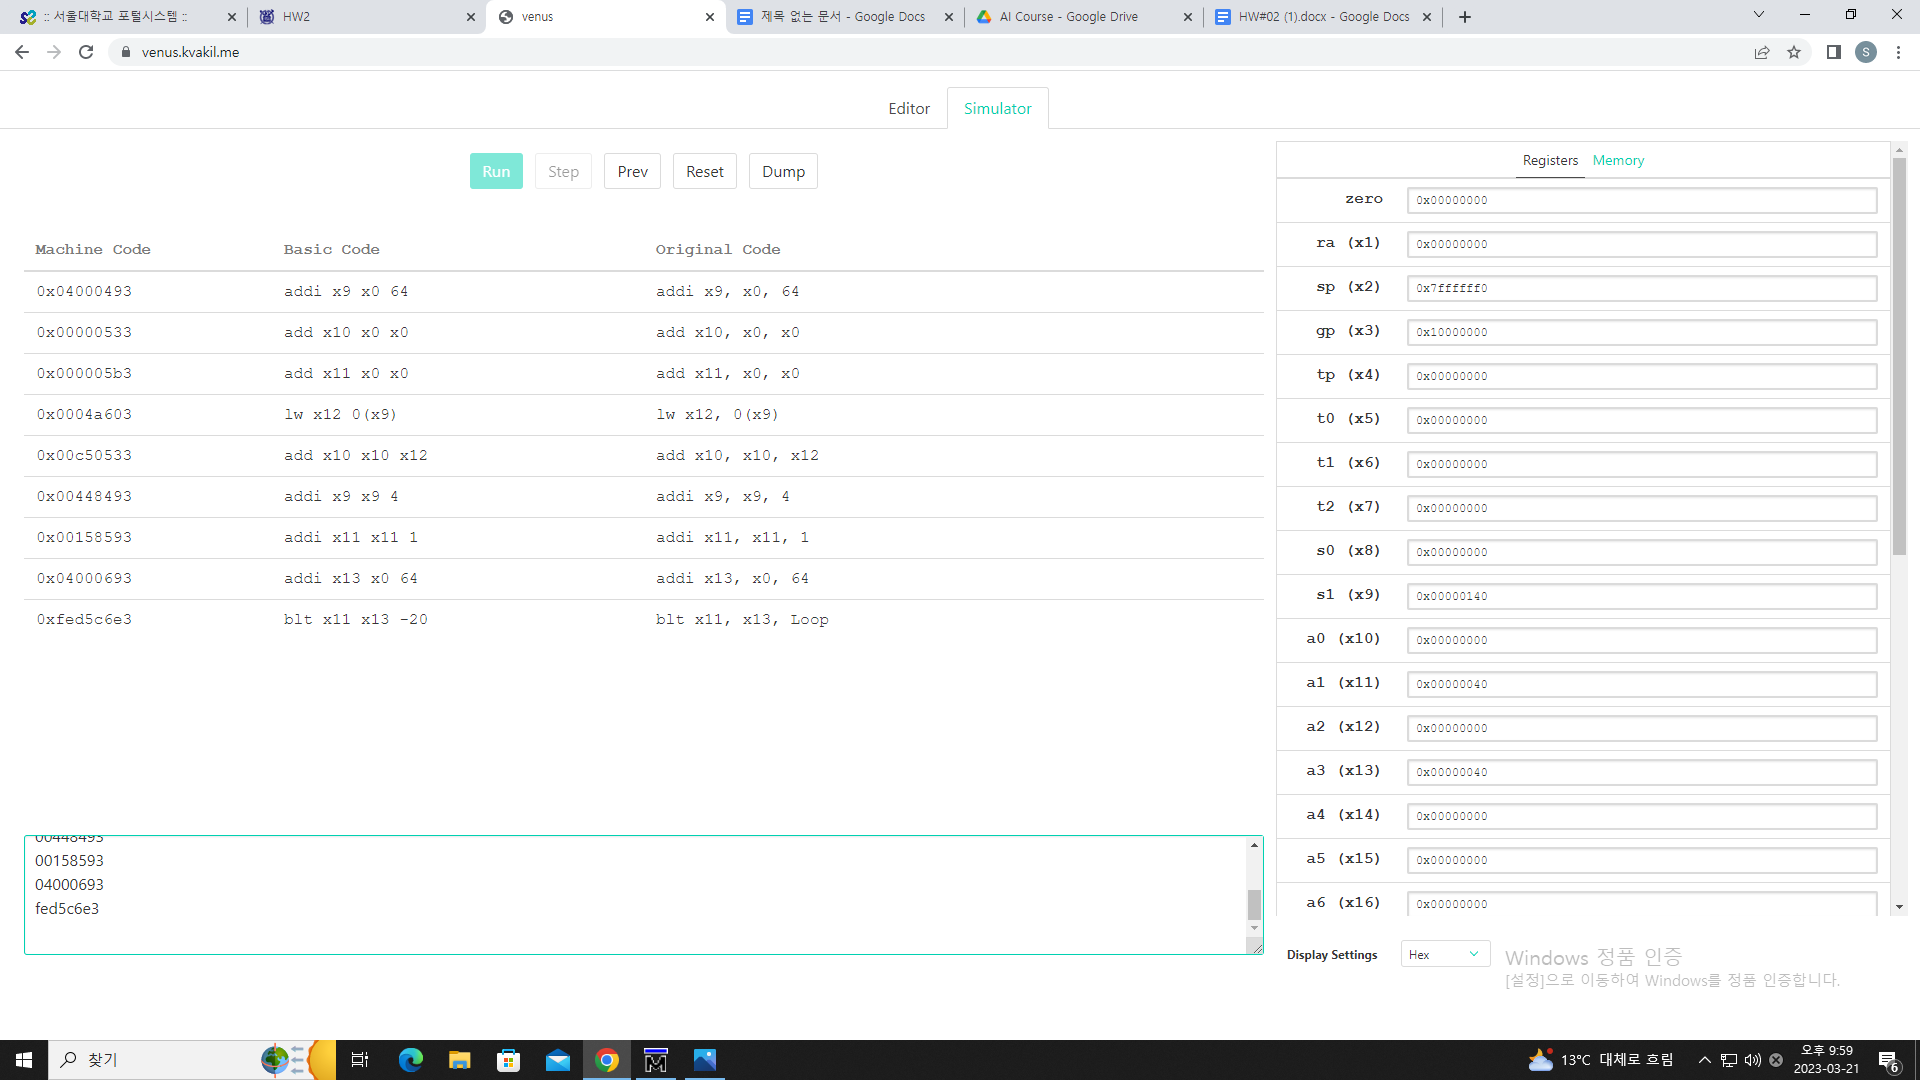 :: 서울대학교 포털시스템 ::
HW2
venus
제목 없는 문서 - Google Docs
AI Course - Google Drive
HW#02 (1).docx - Google Docs
venus.kvakil.me
S
Editor
Simulator
Run
Step
Prev
Reset
Dump
Machine Code Basic Code Original Code
0x04000493 addi x9 x0 64 addi x9, x0, 64
0x00000533 add x10 x0 x0 add x10, x0, x0
0x000005b3 add x11 x0 x0 add x11, x0, x0
0x0004a603 lw x12 0(x9) lw x12, 0(x9)
0x00c50533 add x10 x10 x12 add x10, x10, x12
0x00448493 addi x9 x9 4 addi x9, x9, 4
0x00158593 addi x11 x11 1 addi x11, x11, 1
0x04000693 addi x13 x0 64 addi x13, x0, 64
0xfed5c6e3 blt x11 x13 -20 blt x11, x13, Loop
00448493
00158593
04000693
fed5c6e3
Registers Memory
zero 0x00000000
ra (x1) 0x00000000
sp (x2) 0x7ffffff0
gp (x3) 0x10000000
tp (x4) 0x00000000
t0 (x5) 0x00000000
t1 (x6) 0x00000000
t2 (x7) 0x00000000
s0 (x8) 0x00000000
s1 (x9) 0x00000140
a0 (x10) 0x00000000
a1 (x11) 0x00000040
a2 (x12) 0x00000000
a3 (x13) 0x00000040
a4 (x14) 0x00000000
a5 (x15) 0x00000000
a6 (x16) 0x00000000
Display Settings Hex
Windows 정품 인증
[설정]으로 이동하여 Windows를 정품 인증합니다.
찾기
13°C 대체로 흐림
오후 9:59
2023-03-21
6